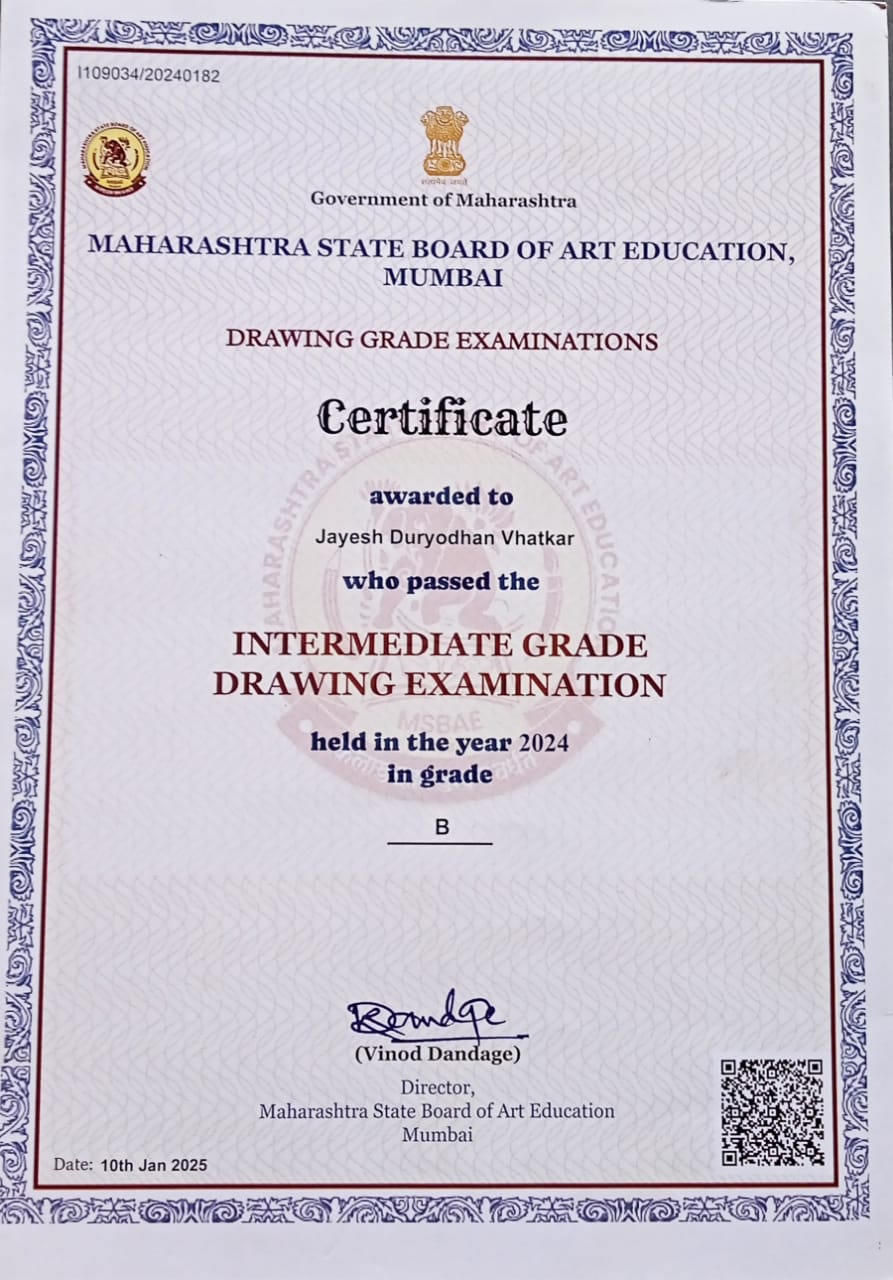 I109034/20240182
सत्यमेव जयते
Government of Maharashtra
MAHARASHTRA STATE BOARD OF ART EDUCATION,
MUMBAI
DRAWING GRADE EXAMINATIONS
Certificate
awarded to
Jayesh Duryodhan Vhatkar
who passed the
INTERMEDIATE GRADE
DRAWING EXAMINATION
MSBAE
held in the year 2024
in grade
B
(Vinod Dandage)
Director,
Maharashtra State Board of Art Education
Mumbai
Date: 10th Jan 2025